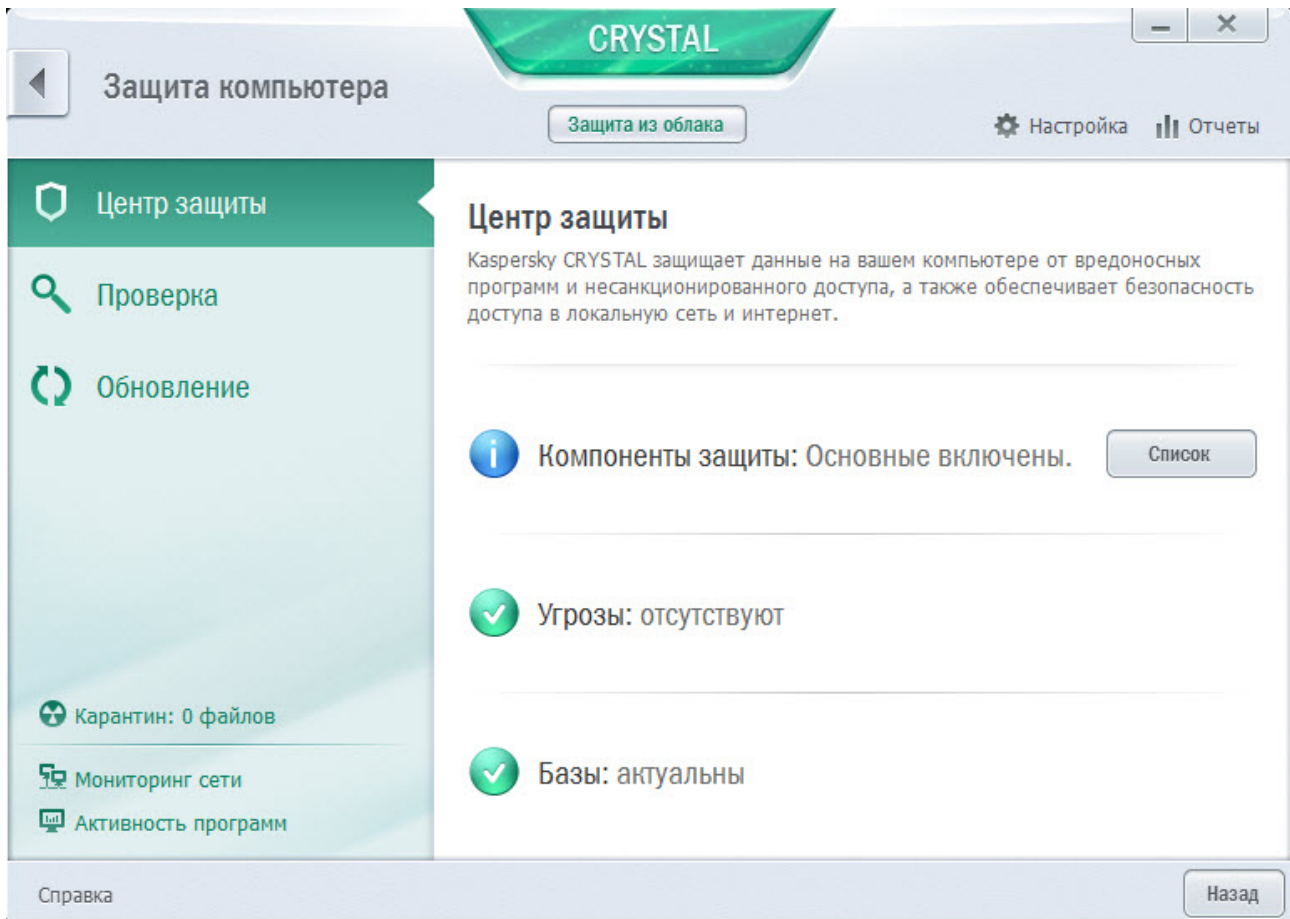 CRYSTAL
Защита компьютера
Защита из облака
Настройка
Отчеты
Центр защиты
Проверка
Обновление
Карантин: 0 файлов
Мониторинг сети
Активность программ
Центр защиты
Kaspersky CRYSTAL защищает данные на вашем компьютере от вредоносных
программ и несанкционированного доступа, а также обеспечивает безопасность
доступа в локальную сеть и интернет.
Компоненты защиты: Основные включены.
Список
Угрозы: отсутствуют
Базы: актуальны
Справка
Назад